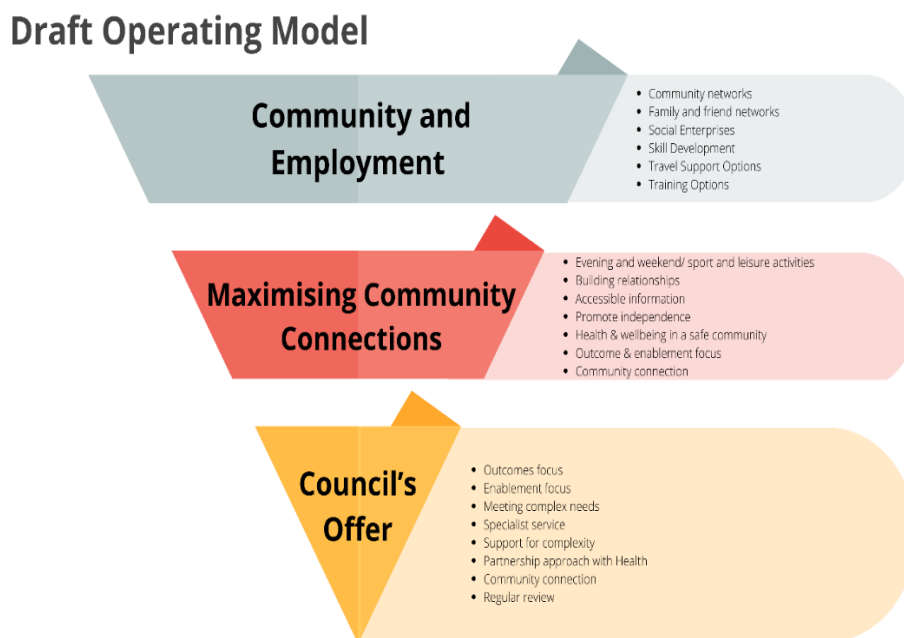 Draft Operating Model
Community and
Employment
• Community networks
• Family and friend networks
• Social Enterprises
• Skill Development
• Travel Support Options
• Training Options
Maximising Community
Connections
• Evening and weekend/ sport and leisure activities
• Building relationships
• Accessible information
• Promote independence
• Health & wellbeing in a safe community
• Outcome & enablement focus
• Community connection
Council's
Offer
• Outcomes focus
• Enablement focus
• Meeting complex needs
• Specialist service
• Support for complexity
• Partnership approach with Health
• Community connection
• Regular review